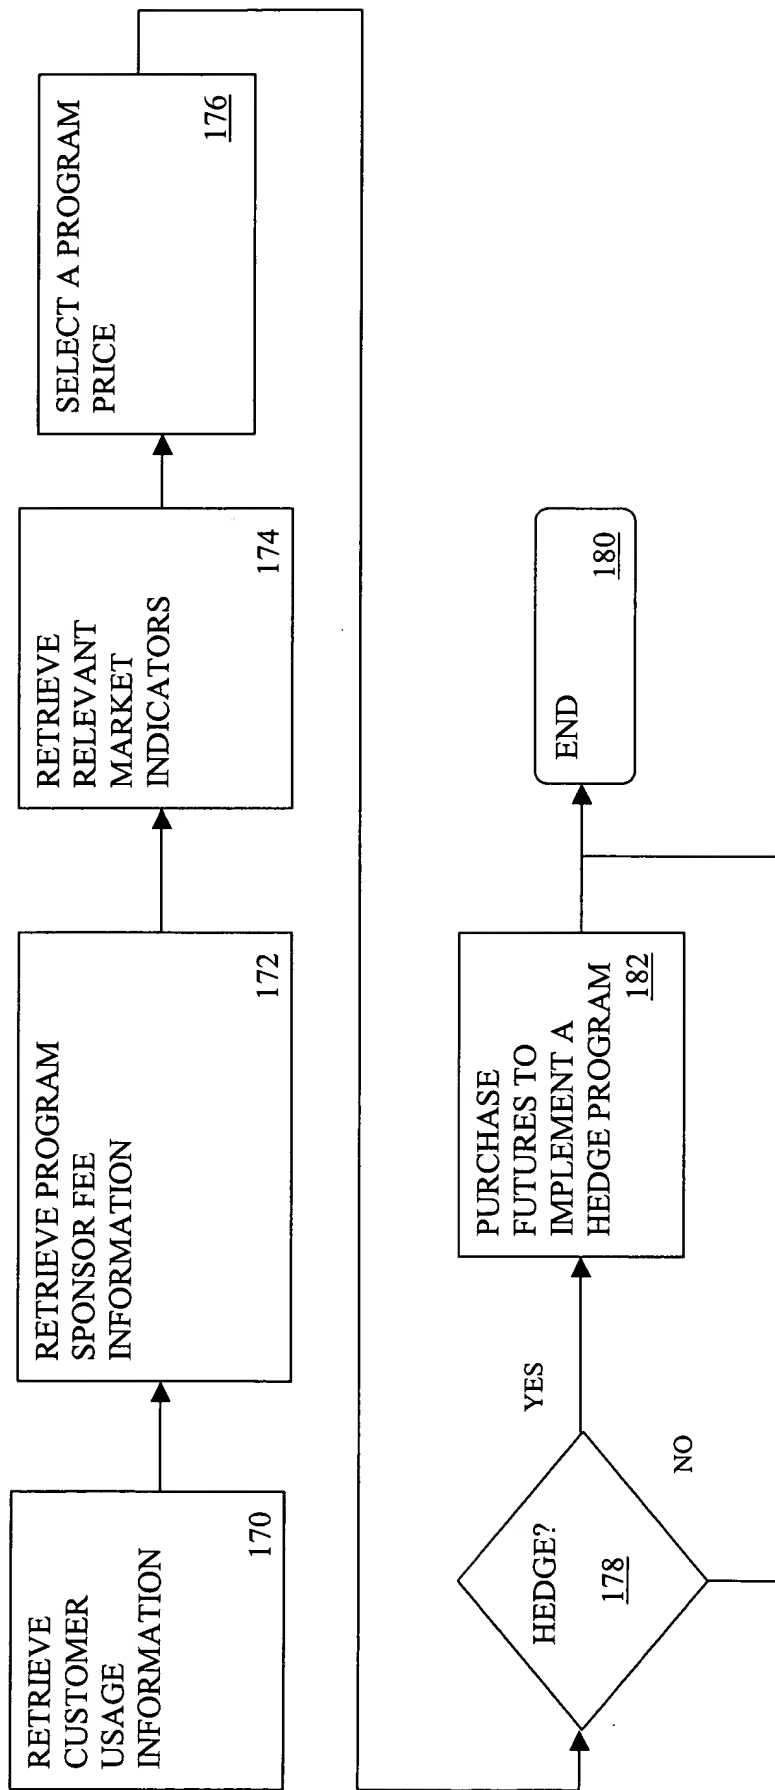 RETRIEVE
CUSTOMER
USAGE
INFORMATION
170
RETRIEVE PROGRAM
SPONSOR FEE
INFORMATION
172
RETRIEVE
RELEVANT
MARKET
INDICATORS
174
SELECT A PROGRAM
PRICE
176
HEDGE?
178
YES
NO
PURCHASE
FUTURES TO
IMPLEMENT A
HEDGE PROGRAM
182
END
180